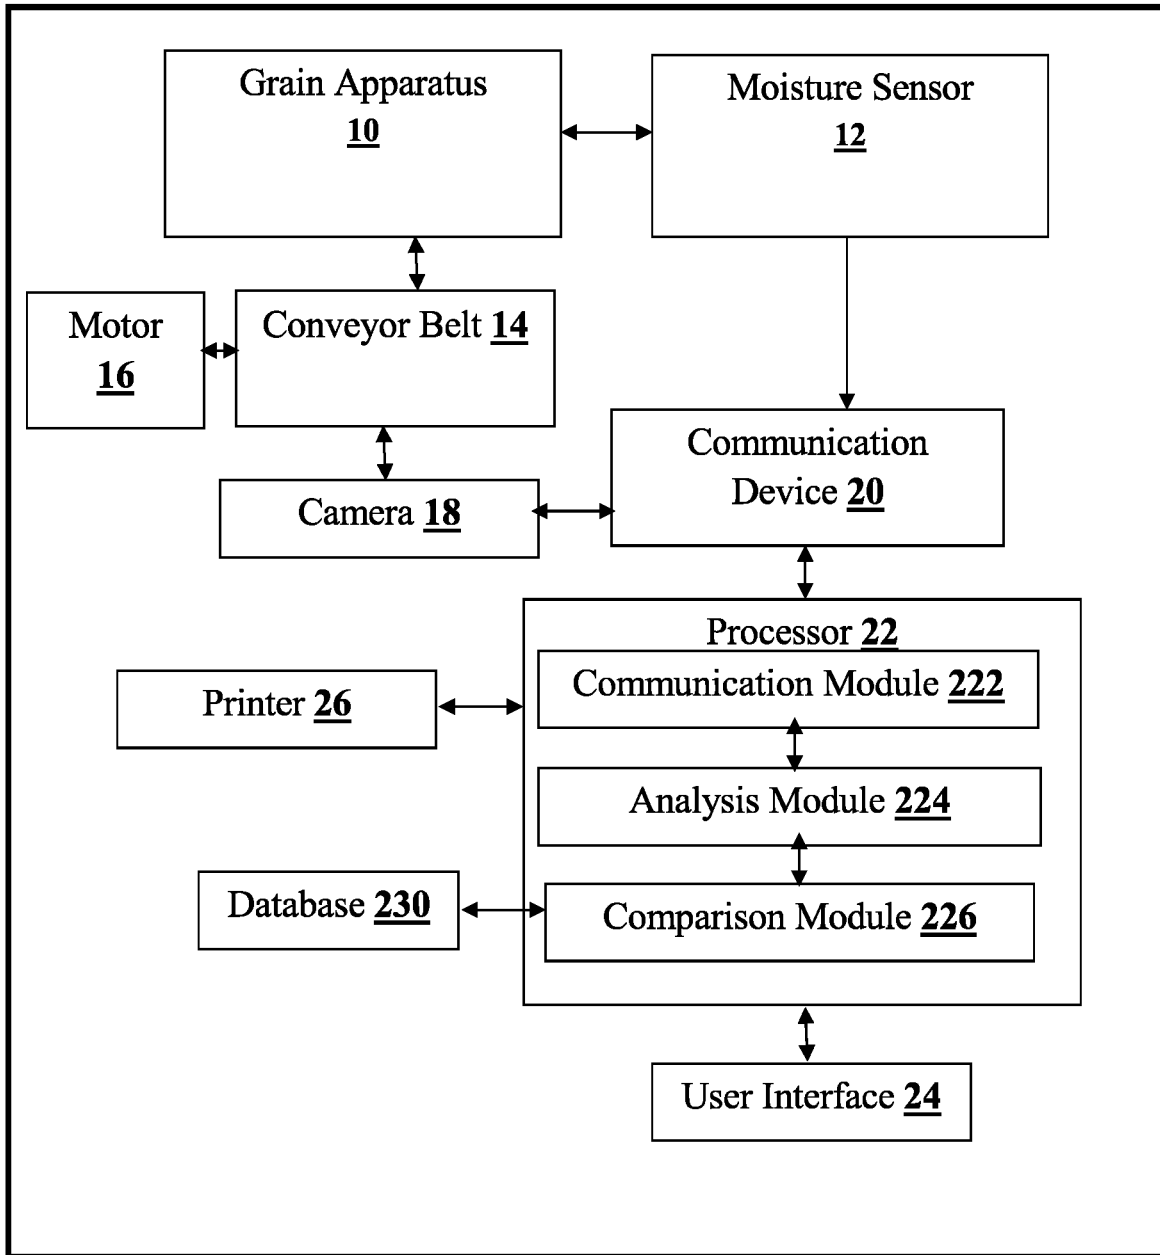 Grain Apparatus
10
Moisture Sensor
12
Motor
16
Conveyor Belt 14
Communication
Device 20
Camera 18
Processor 22
Communication Module 222
Printer 26
Analysis Module 224
Database 230
Comparison Module 226
User Interface 24